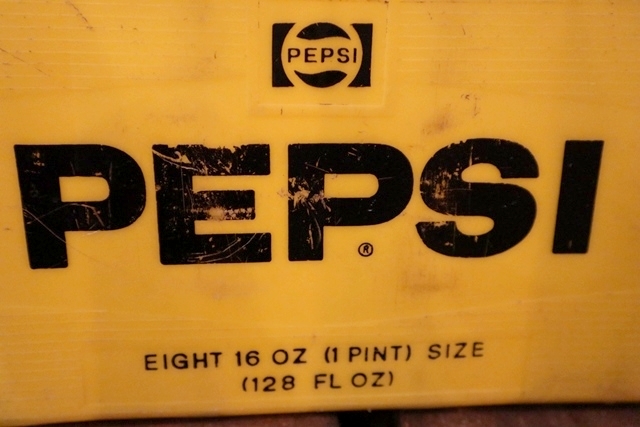 PEPSI
PEPSI
®
EIGHT 16 OZ (1 PINT) SIZE
(128 FL OZ)